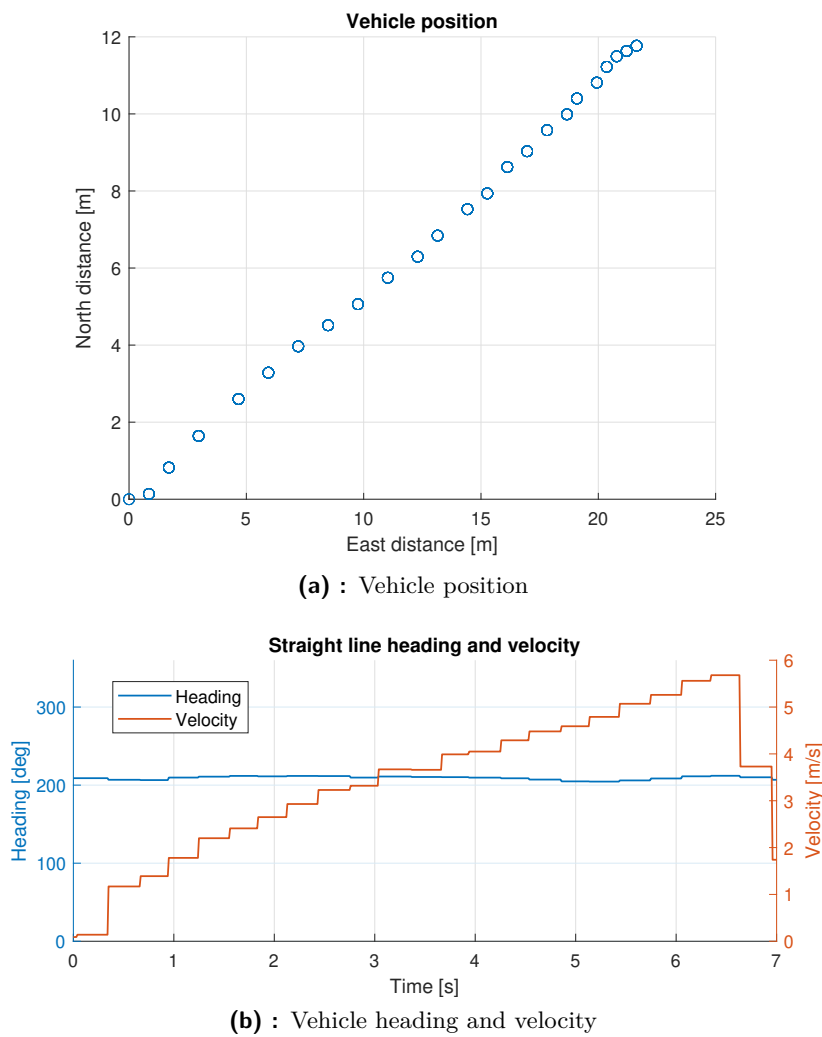 Vehicle position
12
10
8
6
4
2
0
North distance [m]
0 5 10 15 20 25
East distance [m]
(a) : Vehicle position
Straight line heading and velocity
Heading
Velocity
300
200
100
0
Heading [deg]
6
5
4
3
2
1
0
Velocity [m/s]
0 1 2 3 4 5 6 7
Time [s]
(b) : Vehicle heading and velocity